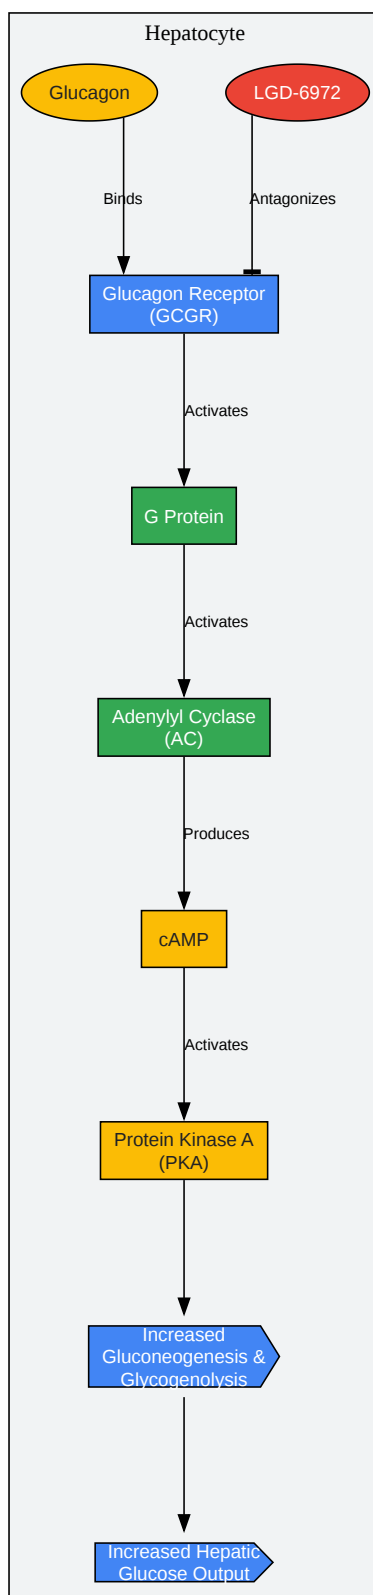 Hepatocyte
Glucagon
LGD-6972
Binds
Antagonizes
Glucagon Receptor
(GCGR)
Activates
G Protein
Activates
Adenylyl Cyclase
(AC)
Produces
cAMP
Activates
Protein Kinase A
(PKA)
Increased
Gluconeogenesis &
Glycogenolysis
Increased Hepatic
Glucose Output